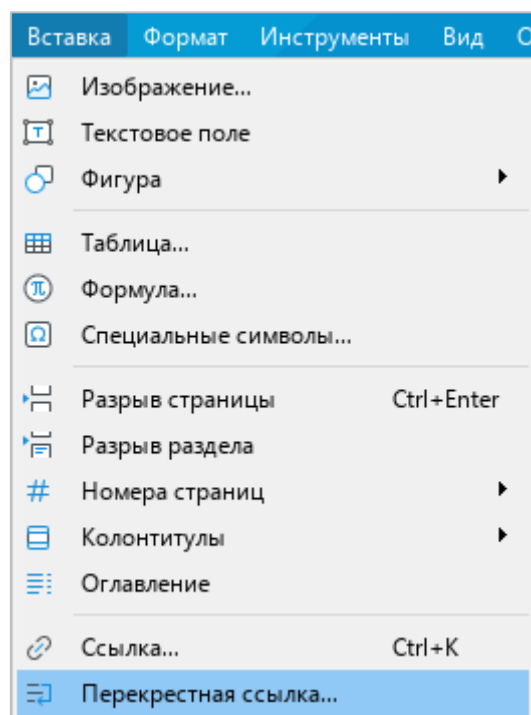 Вставка Формат Инструменты Вид
Изображение...
Текстовое поле
Фигура
Таблица...
Формула...
Специальные символы...
Разрыв страницы Ctrl+Enter
Разрыв раздела
Номера страниц
Колонтитулы
Оглавление
Ссылка... Ctrl+K
Перекрестная ссылка...